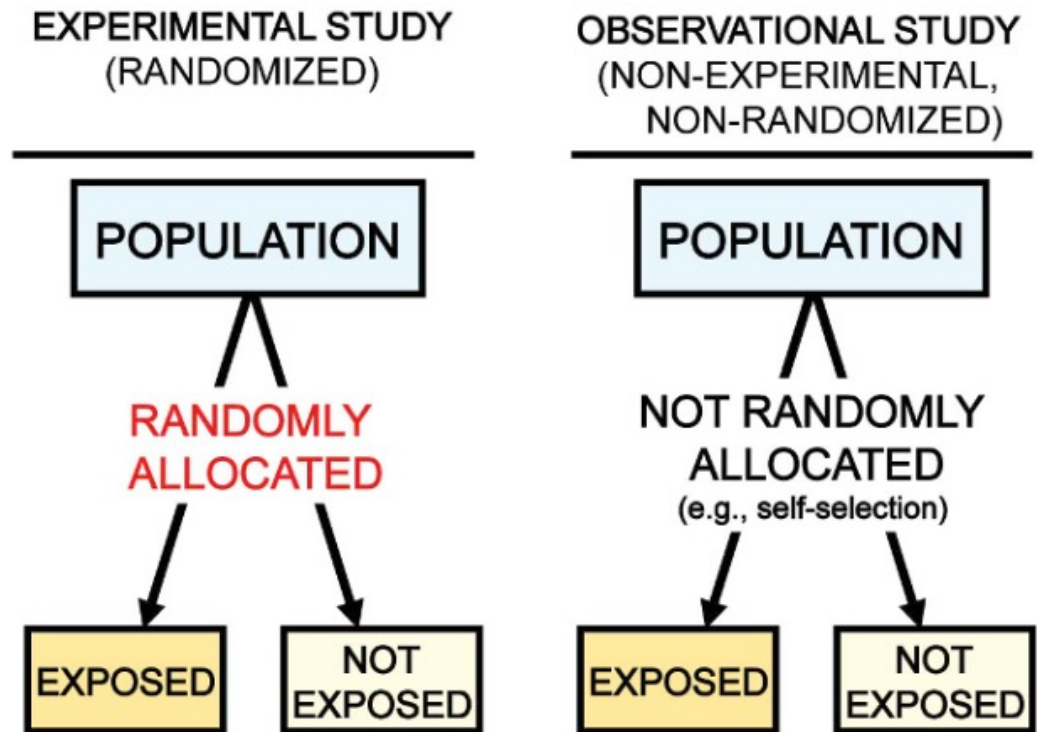 EXPERIMENTAL STUDY
(RANDOMIZED)
POPULATION
RANDOMLY
ALLOCATED
EXPOSED
NOT
EXPOSED
OBSERVATIONAL STUDY
(NON-EXPERIMENTAL,
NON-RANDOMIZED)
POPULATION
NOT RANDOMLY
ALLOCATED
(e.g., self-selection)
EXPOSED
NOT
EXPOSED